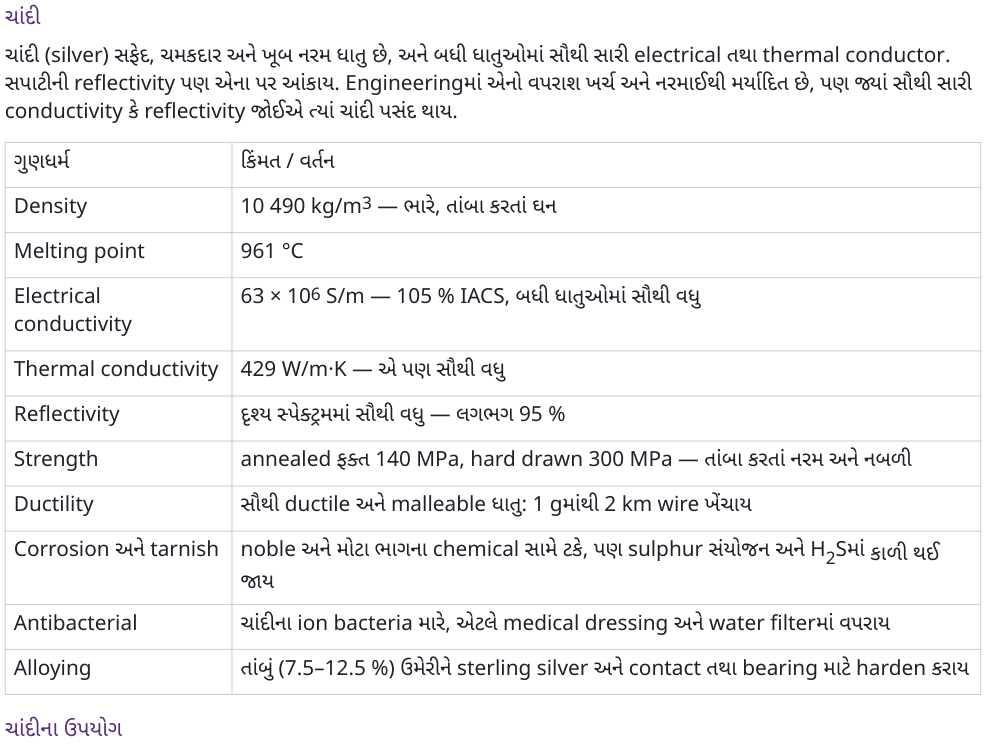 ચાંદી
ચાંદી (silver) સફેદ, ચમકદાર અને ખૂબ નરમ ધાતુ છે, અને બધી ધાતુઓમાં સૌથી સારી electrical તથા thermal conductor.
સપાટીની reflectivity પણ એના પર આંકાય. Engineeringમાં એનો વપરાશ ખર્ચ અને નરમાઈથી મર્યાદિત છે, પણ જ્યાં સૌથી સારી
conductivity કે reflectivity જોઈએ ત્યાં ચાંદી પસંદ થાય.
ગુણધર્મ	કિંમત / વર્તન
Density	10 490 kg/m³ — ભારે, તાંબા કરતાં ઘન
Melting point	961 °C
Electrical	63 × 10⁶ S/m — 105 % IACS, બધી ધાતુઓમાં સૌથી વધુ
conductivity
Thermal conductivity	429 W/m·K — એ પણ સૌથી વધુ
Reflectivity	દૃશ્ય સ્પેક્ટ્રમમાં સૌથી વધુ — લગભગ 95 %
Strength	annealed ફક્ત 140 MPa, hard drawn 300 MPa — તાંબા કરતાં નરમ અને નબળી
Ductility	સૌથી ductile અને malleable ધાતુ: 1 gમાંથી 2 km wire ખેંચાય
Corrosion અને tarnish	noble અને મોટા ભાગના chemical સામે ટકે, પણ sulphur સંયોજન અને H₂Sમાં કાળી થઈ
જાય
Antibacterial	ચાંદીના ion bacteria મારે, એટલે medical dressing અને water filterમાં વપરાય
Alloying	તાંબું (7.5–12.5 %) ઉમેરીને sterling silver અને contact તથા bearing માટે harden કરાય
ચાંદીના ઉપયોગ